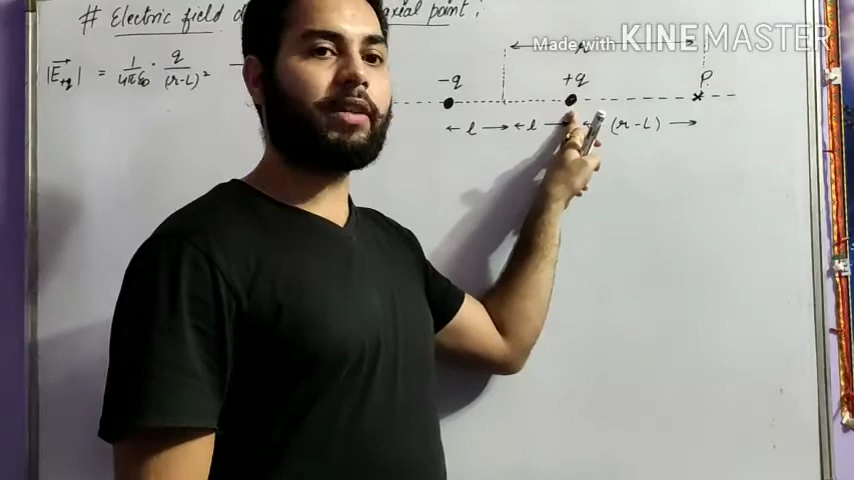 # Electric field axial point :
Made with KINEMASTER
|E⃗+q| = 1/4πε0 · q/(r-L)²
-q +q P
l l (r-L)